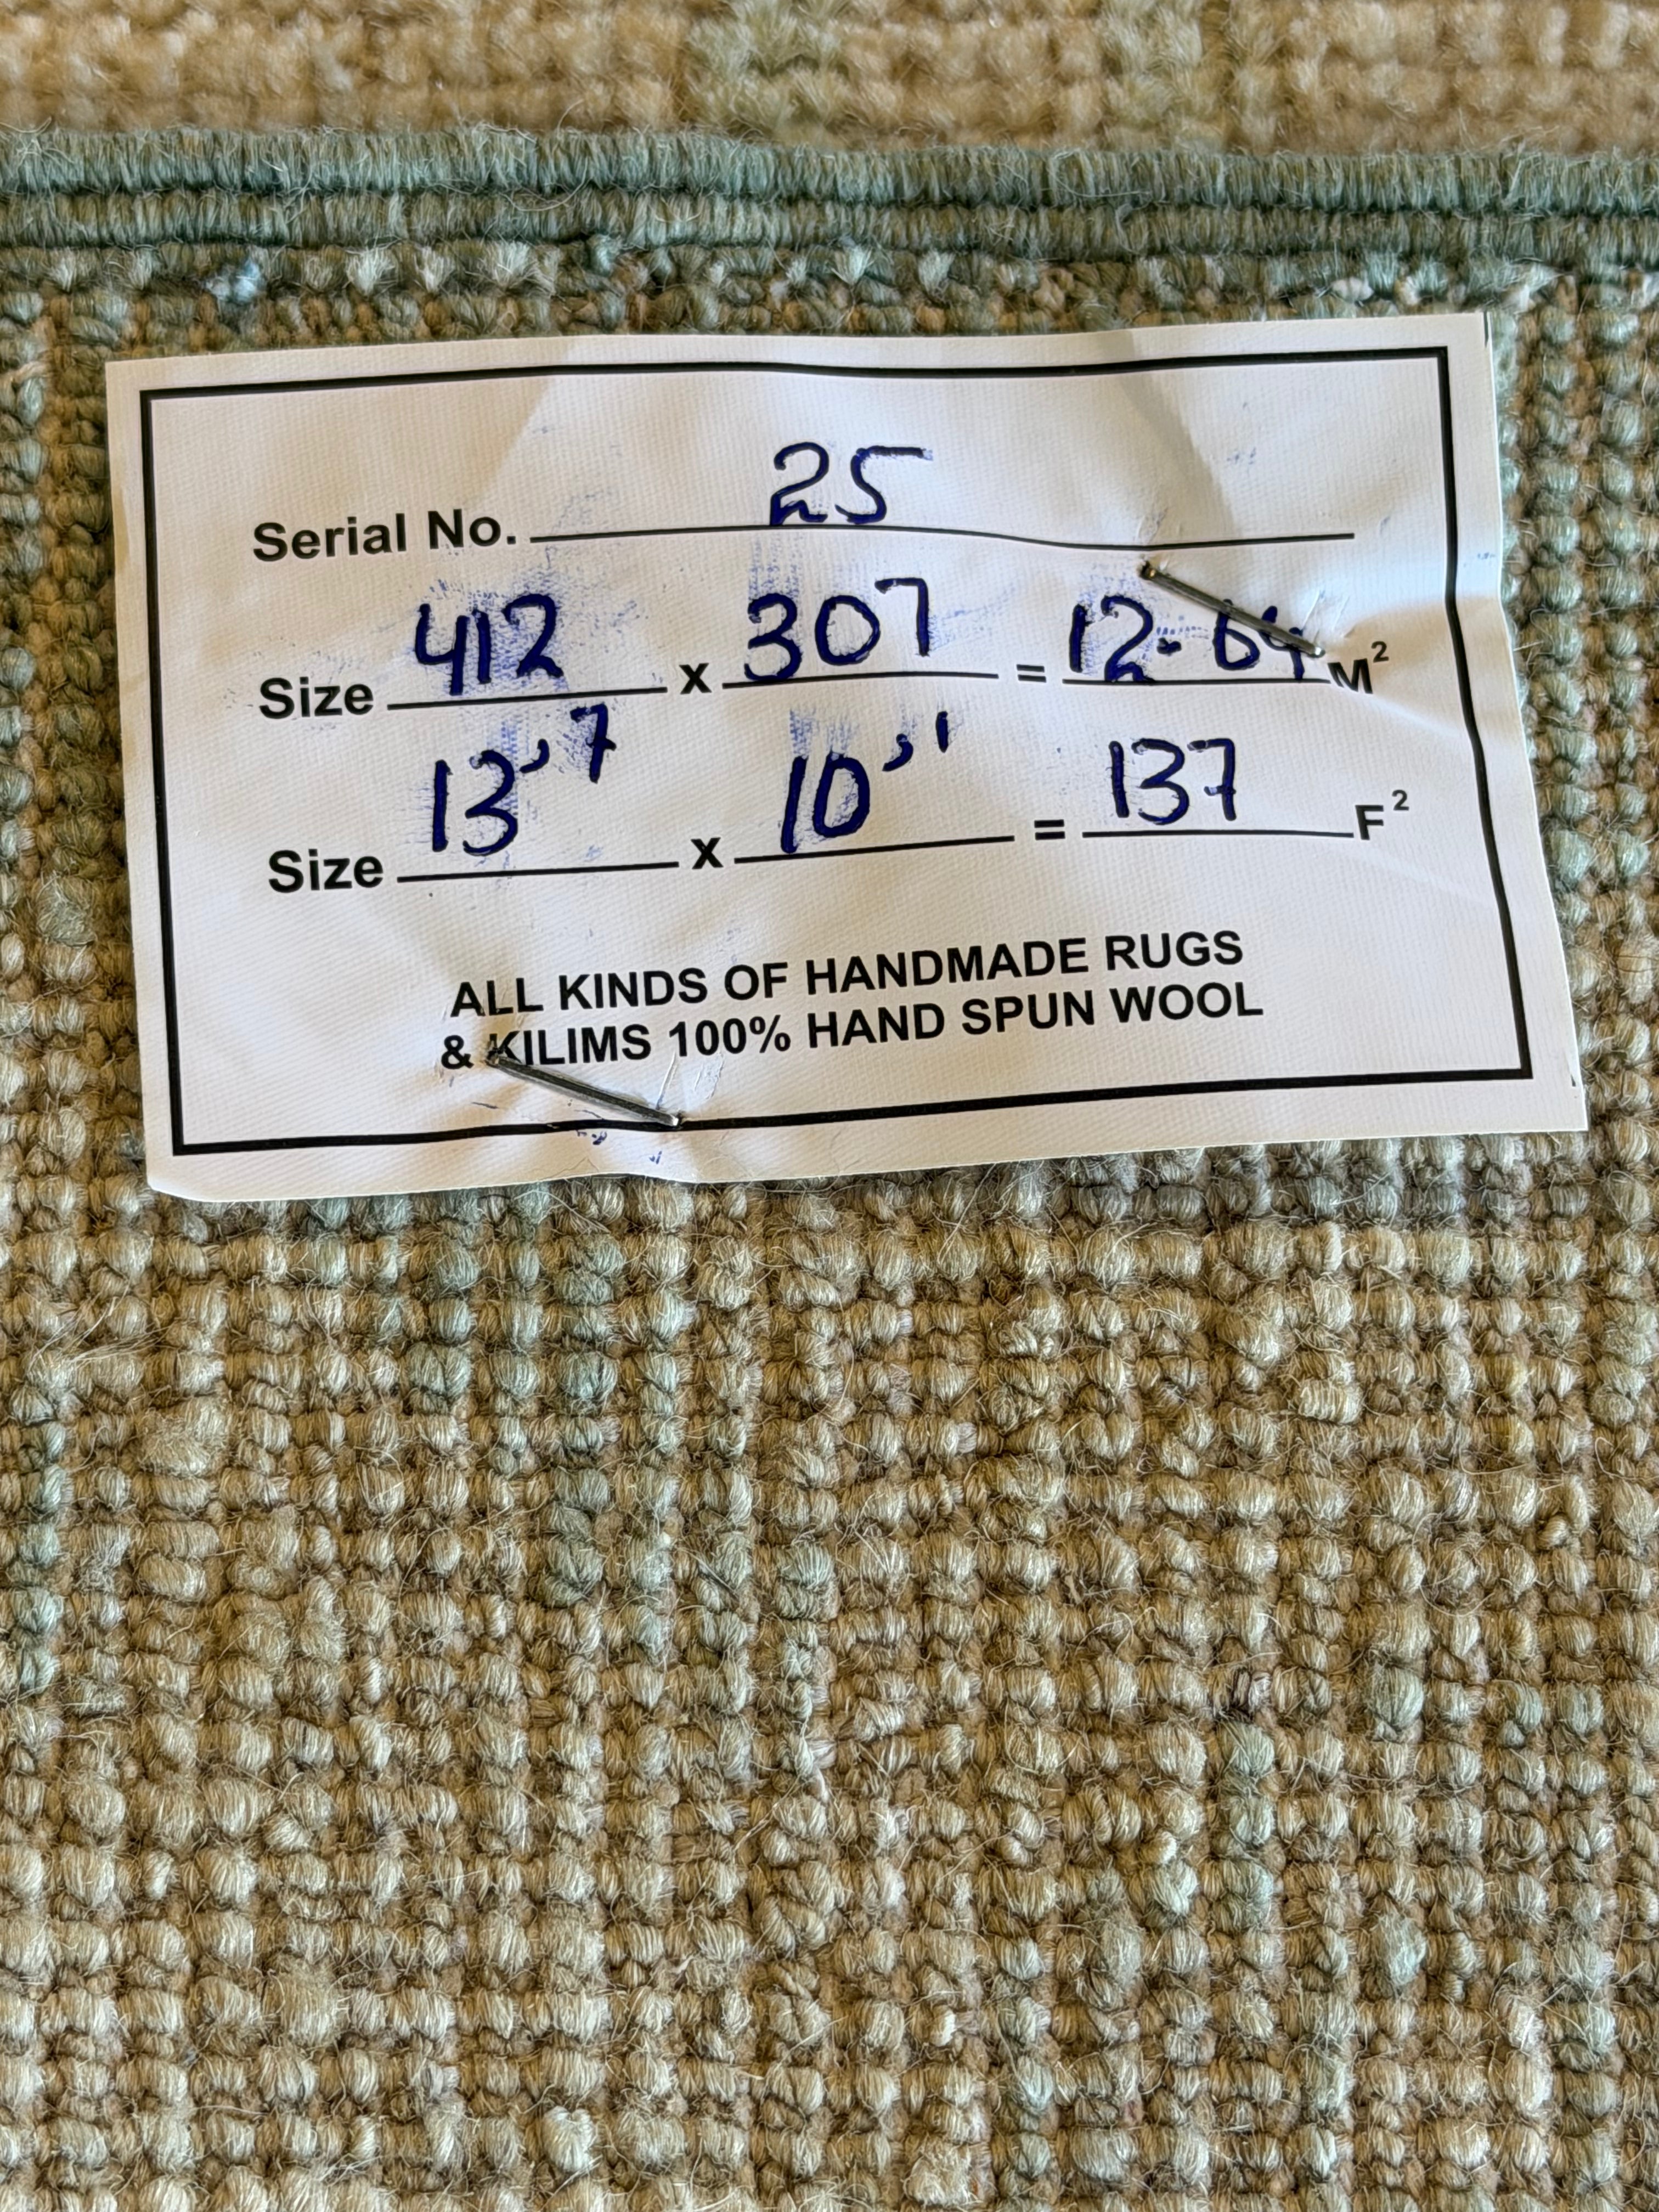 Serial No. 25
Size 412 x 307 = 12.64 M²
Size 13'7 x 10'1 = 137 F²
ALL KINDS OF HANDMADE RUGS
& KILIMS 100% HAND SPUN WOOL